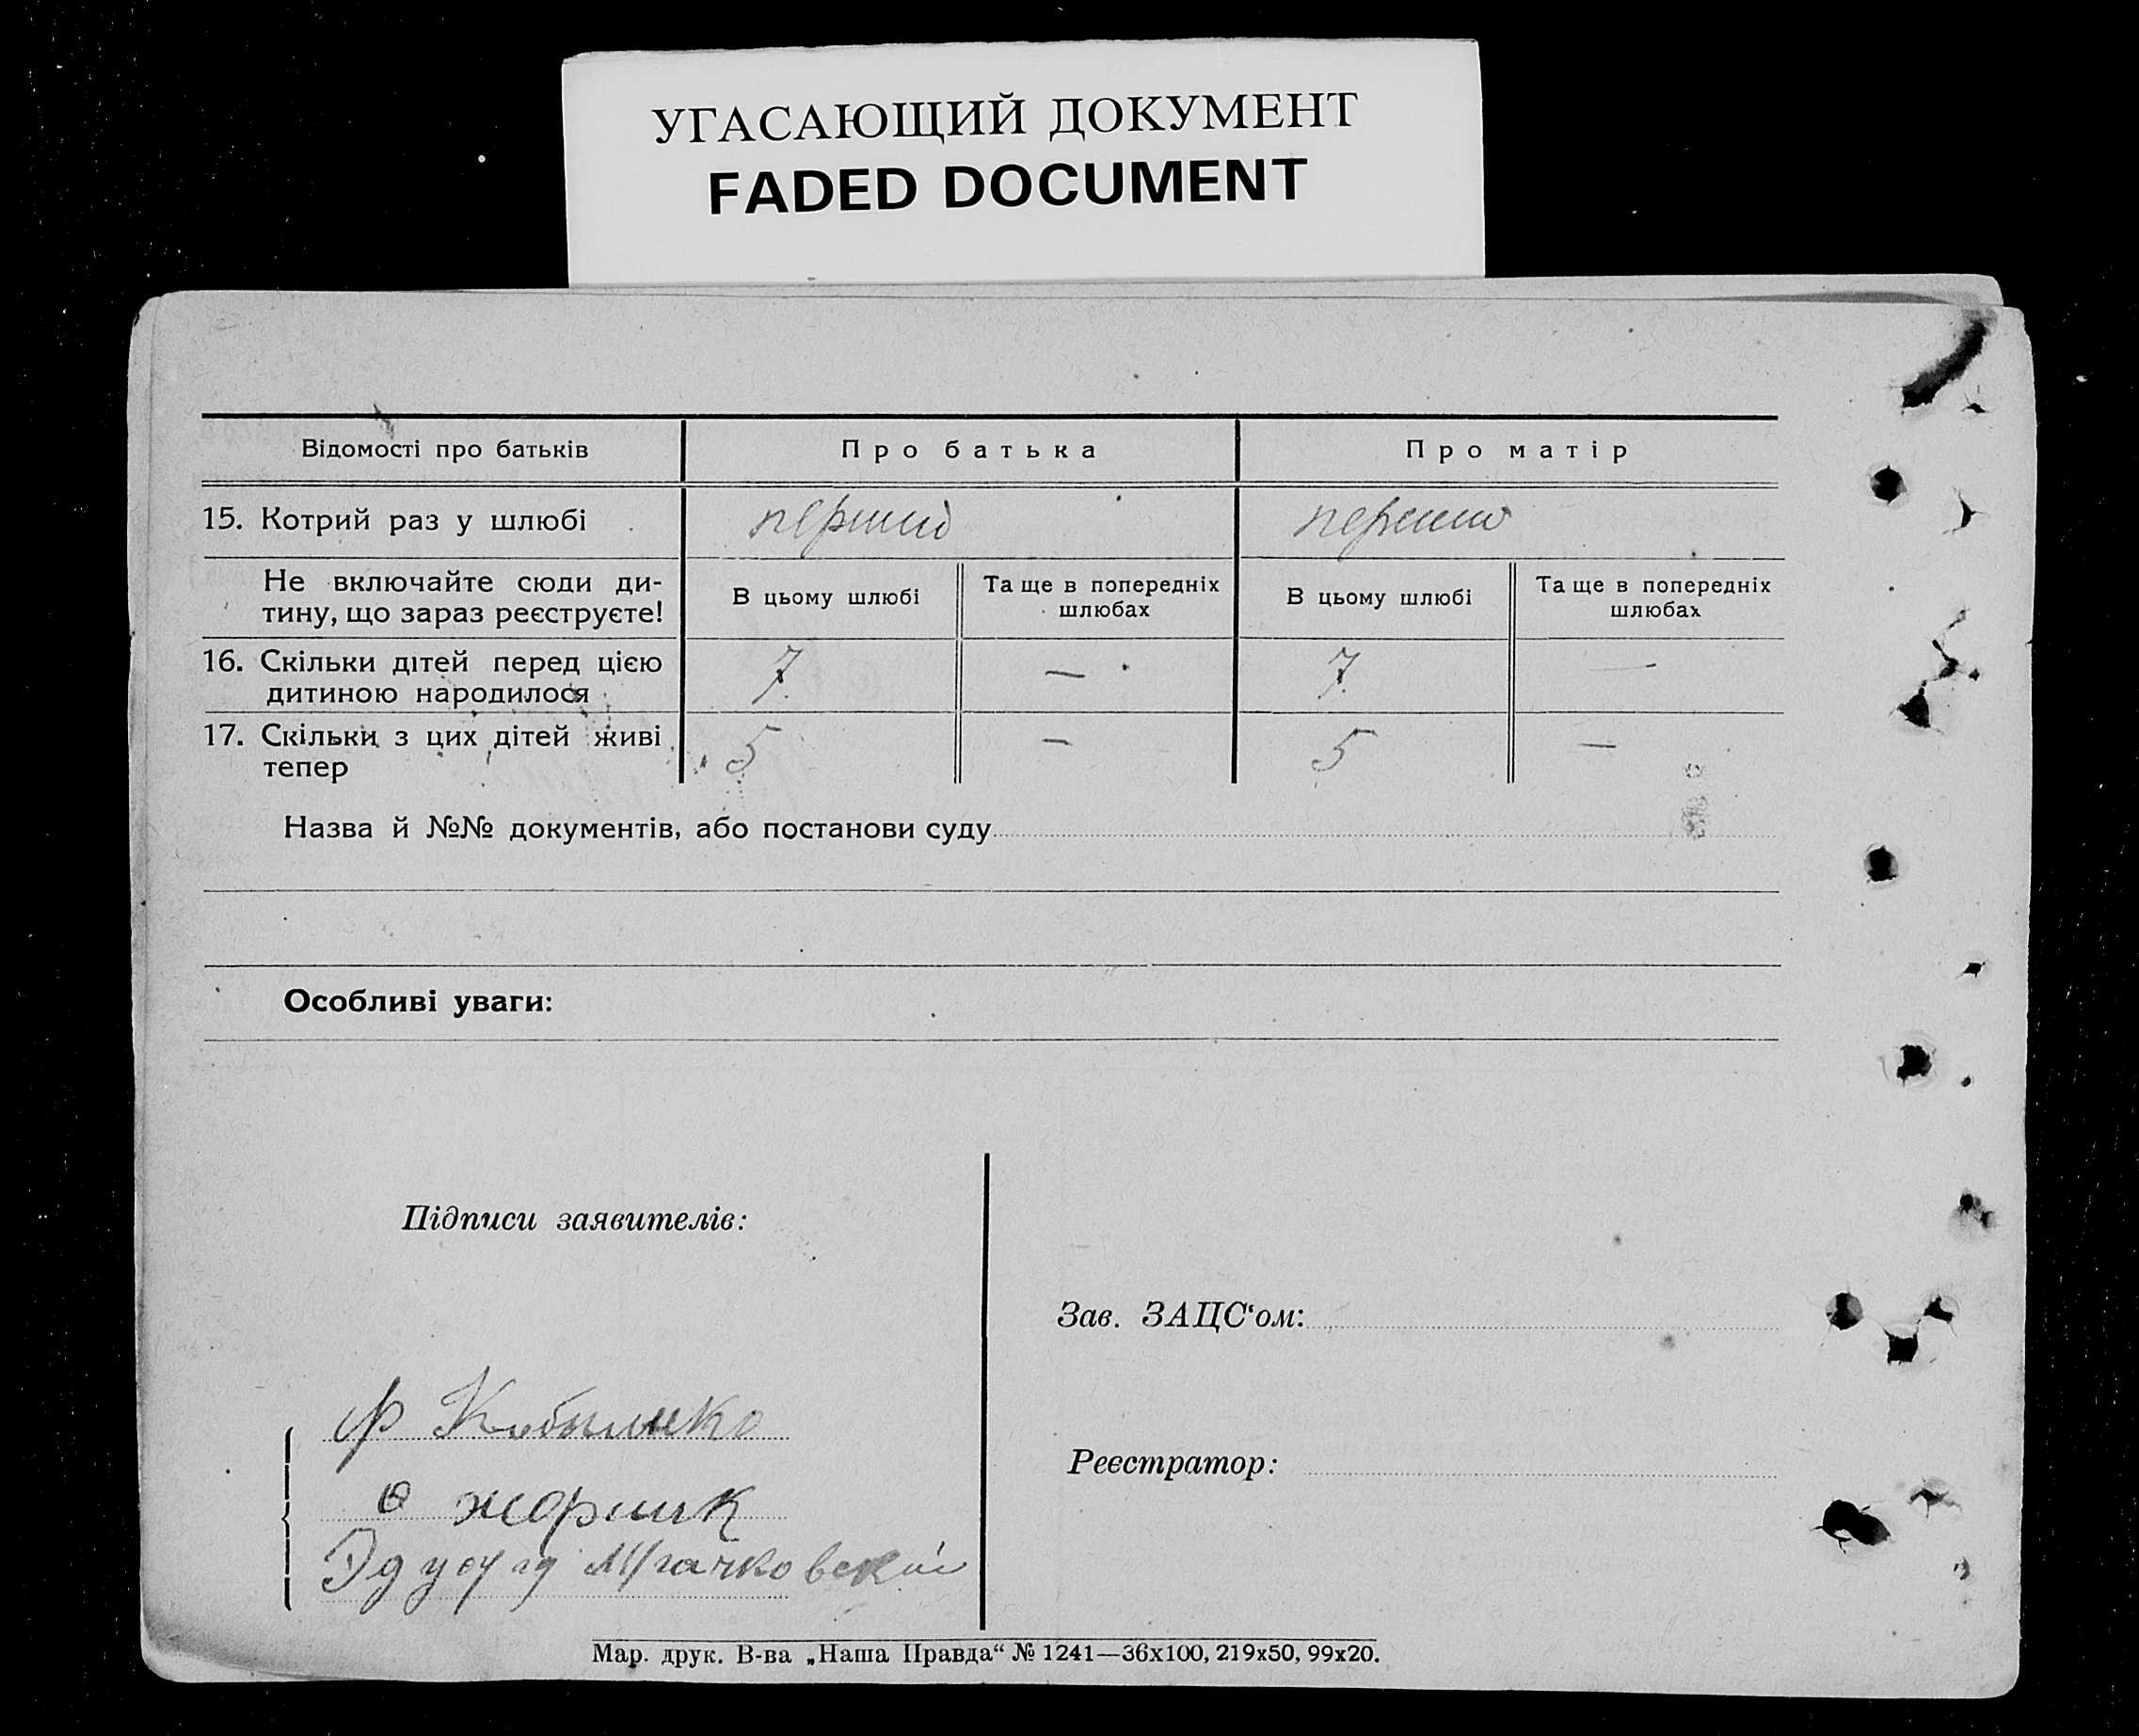 УГАСАЮЩИЙ ДОКУМЕНТ
FADED DOCUMENT
Відомості про батьків
Про батька
Про матір
15. Котрий раз у шлюбі
перший
перший
Не включайте сюди ди-
тину, що зараз реєструєте!
В цьому шлюбі
Та ще в попередніх
шлюбах
В цьому шлюбі
Та ще в попередніх
шлюбах
16. Скільки дітей перед цією
дитиною народилося
7
—
7
—
17. Скільки з цих дітей живі
тепер
5
—
5
—
Назва й №№ документів, або постанови суду
Особливі уваги:
Підписи заявителів:
Зав. ЗАЦС‘ом:
Реєстратор:
Мар. друк. В-ва „Наша Правда“ № 1241—36х100, 219х50, 99х20.